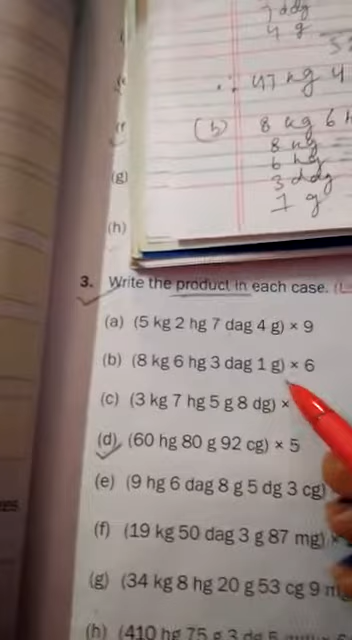 7 dag
4 g
∴ 47 kg 4
(b) 8 kg 6 h
8 kg
6 hg
3 dag
1 g
(g)
(h)
3. Write the product in each case.
(a) (5 kg 2 hg 7 dag 4 g) × 9
(b) (8 kg 6 hg 3 dag 1 g) × 6
(c) (3 kg 7 hg 5 g 8 dg) ×
(d) (60 hg 80 g 92 cg) × 5
(e) (9 hg 6 dag 8 g 5 dg 3 cg)
(f) (19 kg 50 dag 3 g 87 mg) ×
(g) (34 kg 8 hg 20 g 53 cg 9 m
(h) (410 hg 75 g 3 dg 5